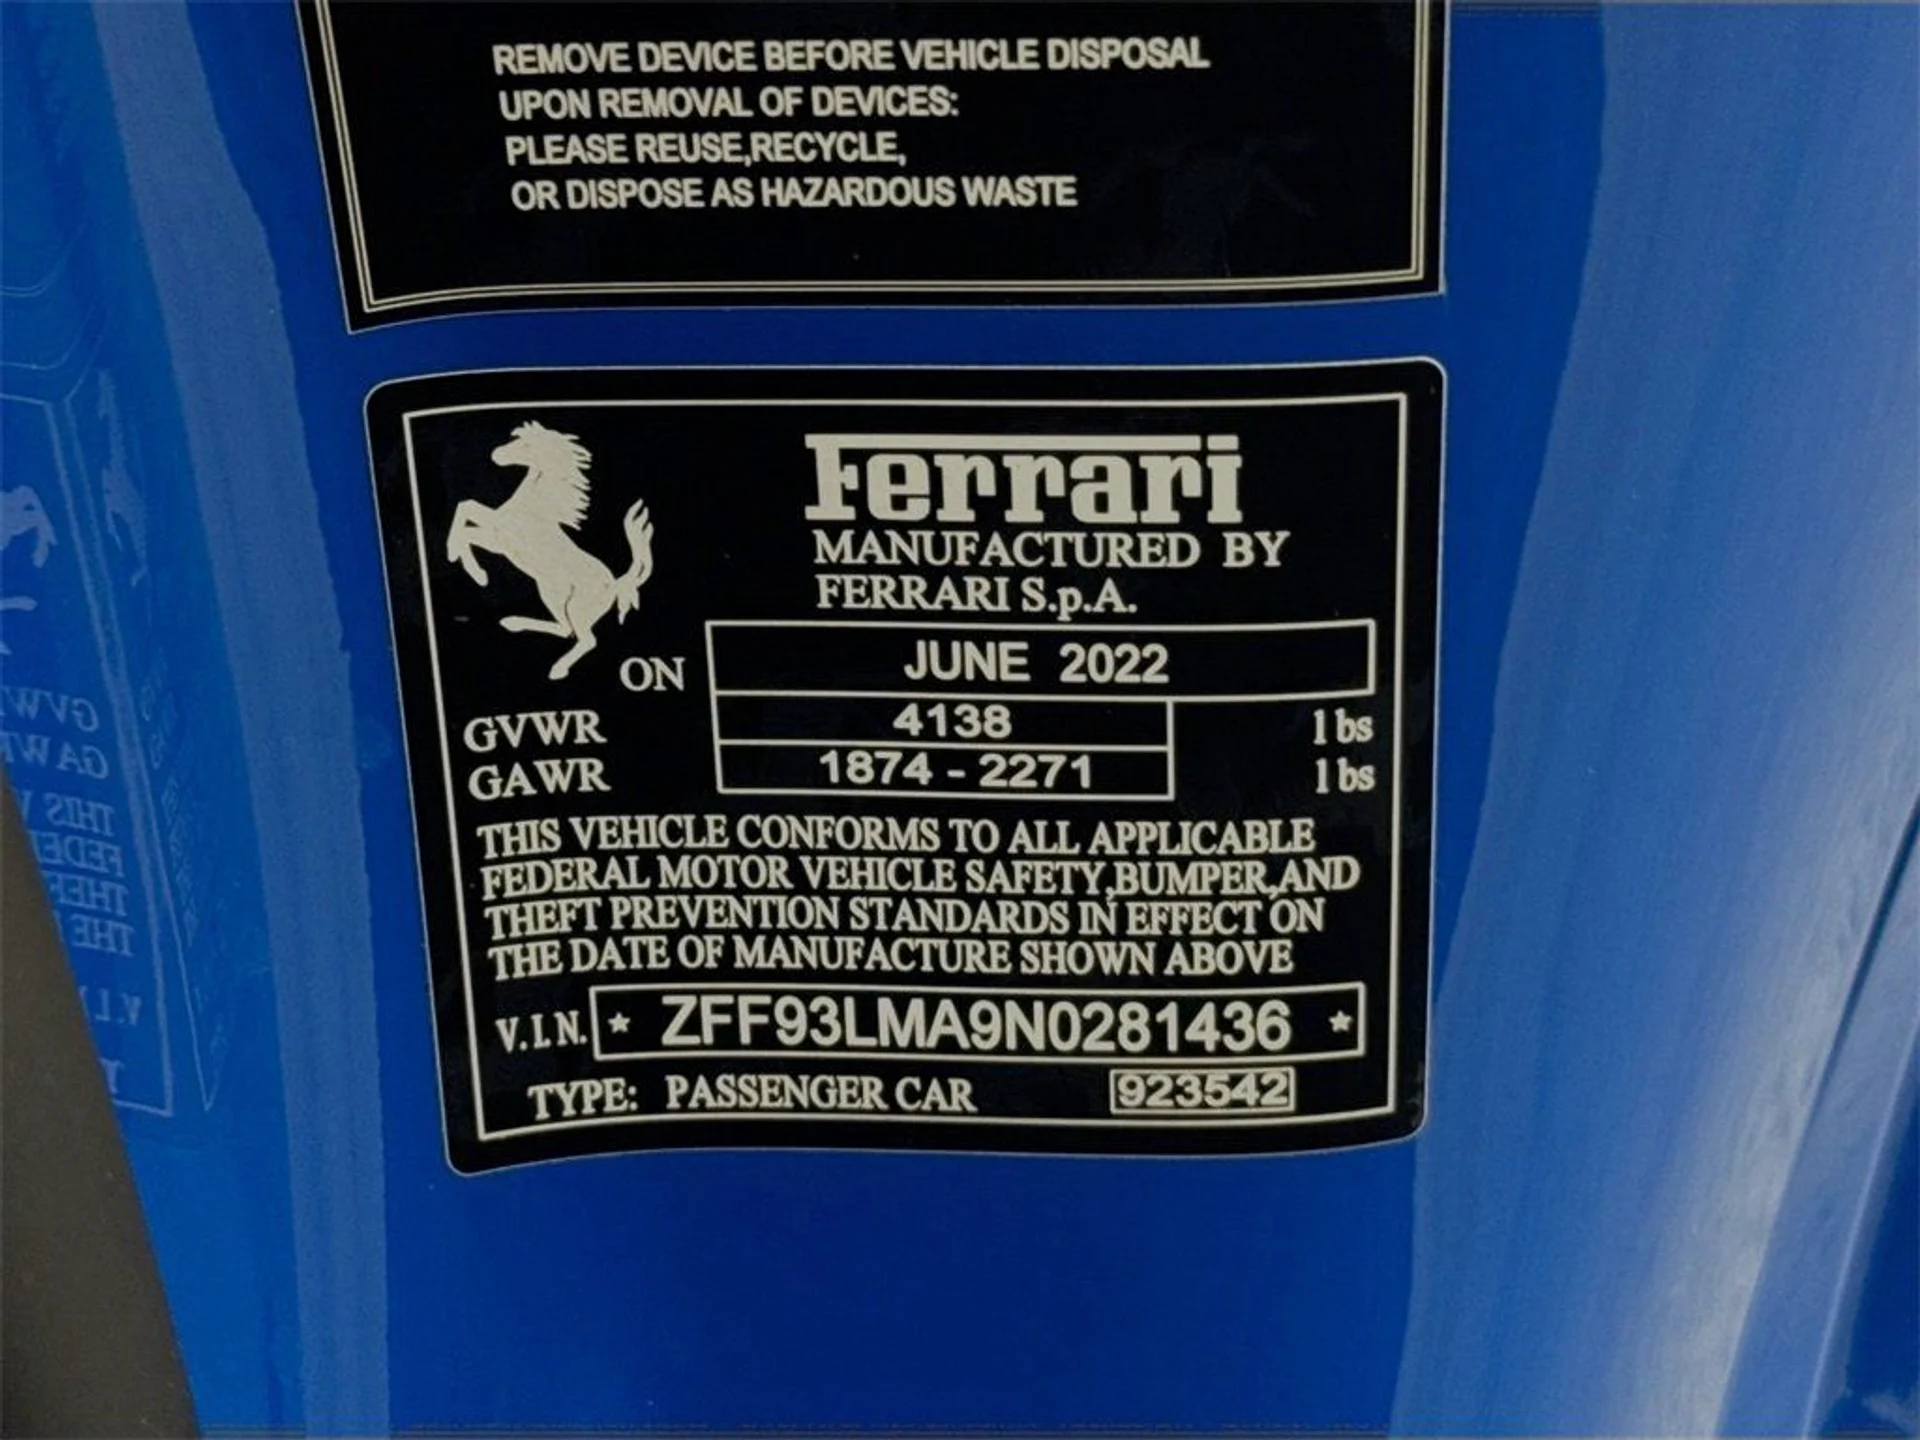 REMOVE DEVICE BEFORE VEHICLE DISPOSAL
UPON REMOVAL OF DEVICES:
PLEASE REUSE,RECYCLE,
OR DISPOSE AS HAZARDOUS WASTE
Ferrari
MANUFACTURED BY
FERRARI S.p.A.
ON JUNE 2022
GVWR 4138 lbs
GAWR 1874 - 2271 lbs
THIS VEHICLE CONFORMS TO ALL APPLICABLE
FEDERAL MOTOR VEHICLE SAFETY,BUMPER,AND
THEFT PREVENTION STANDARDS IN EFFECT ON
THE DATE OF MANUFACTURE SHOWN ABOVE
V.I.N. * ZFF93LMA9N0281436 *
TYPE: PASSENGER CAR 923542